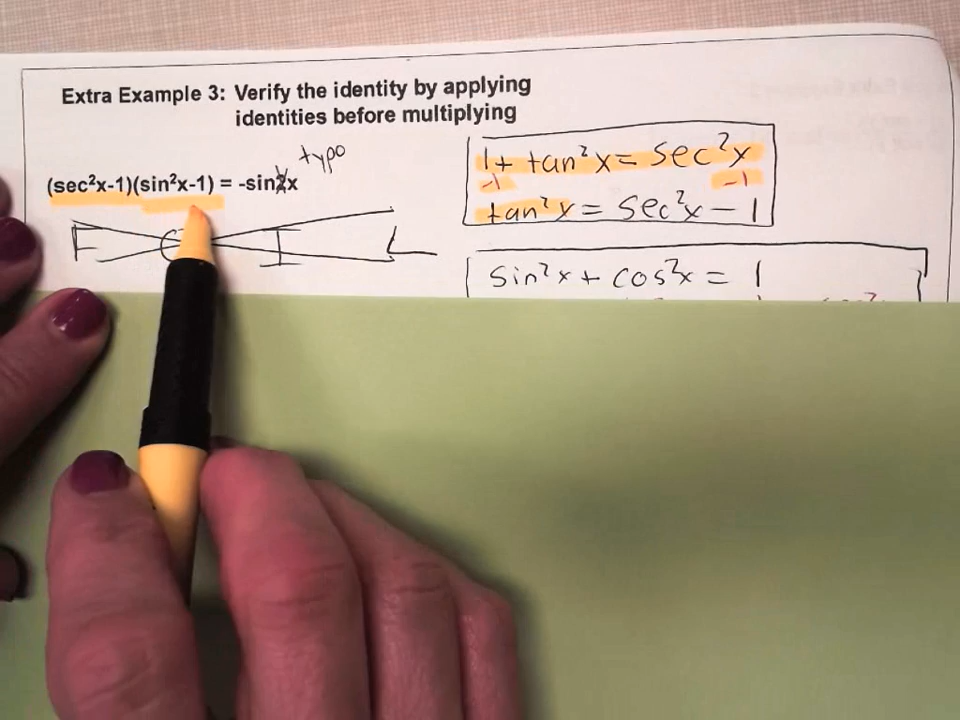 Extra Example 3: Verify the identity by applying
identities before multiplying
typo
(sec²x-1)(sin²x-1) = -sin²x
FOIL
1 + tan²x = sec²x
-1 -1
tan²x = sec²x - 1
sin²x + cos²x = 1